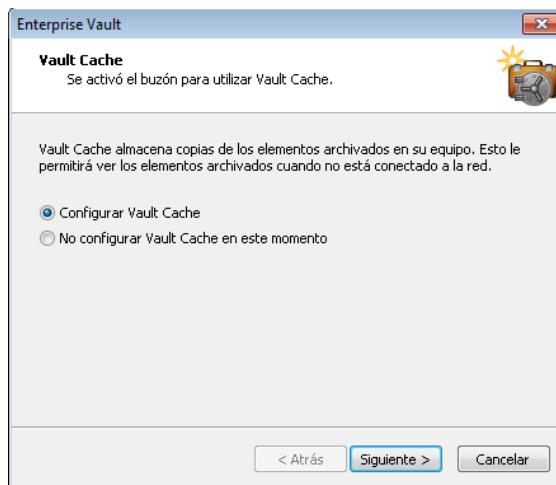 Enterprise Vault
Vault Cache
Se activó el buzón para utilizar Vault Cache.
Vault Cache almacena copias de los elementos archivados en su equipo. Esto le
permitirá ver los elementos archivados cuando no está conectado a la red.
Configurar Vault Cache
No configurar Vault Cache en este momento
< Atrás
Siguiente >
Cancelar